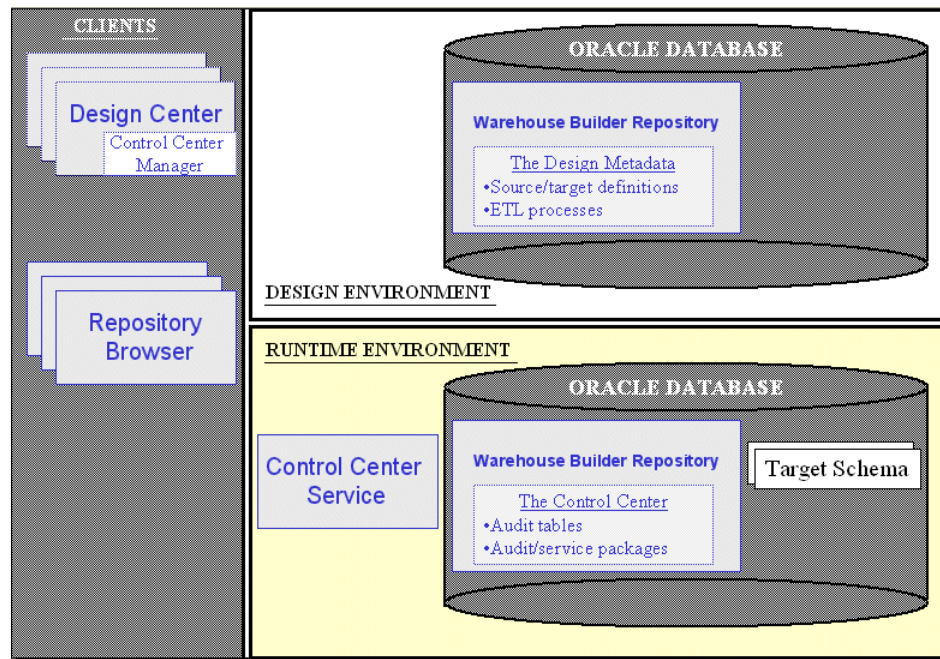 CLIENTS
Design Center
Control Center
Manager
Repository
Browser
ORACLE DATABASE
Warehouse Builder Repository
The Design Metadata
•Source/target definitions
•ETL processes
DESIGN ENVIRONMENT
RUNTIME ENVIRONMENT
ORACLE DATABASE
Control Center
Service
Warehouse Builder Repository
The Control Center
•Audit tables
•Audit/service packages
Target Schema